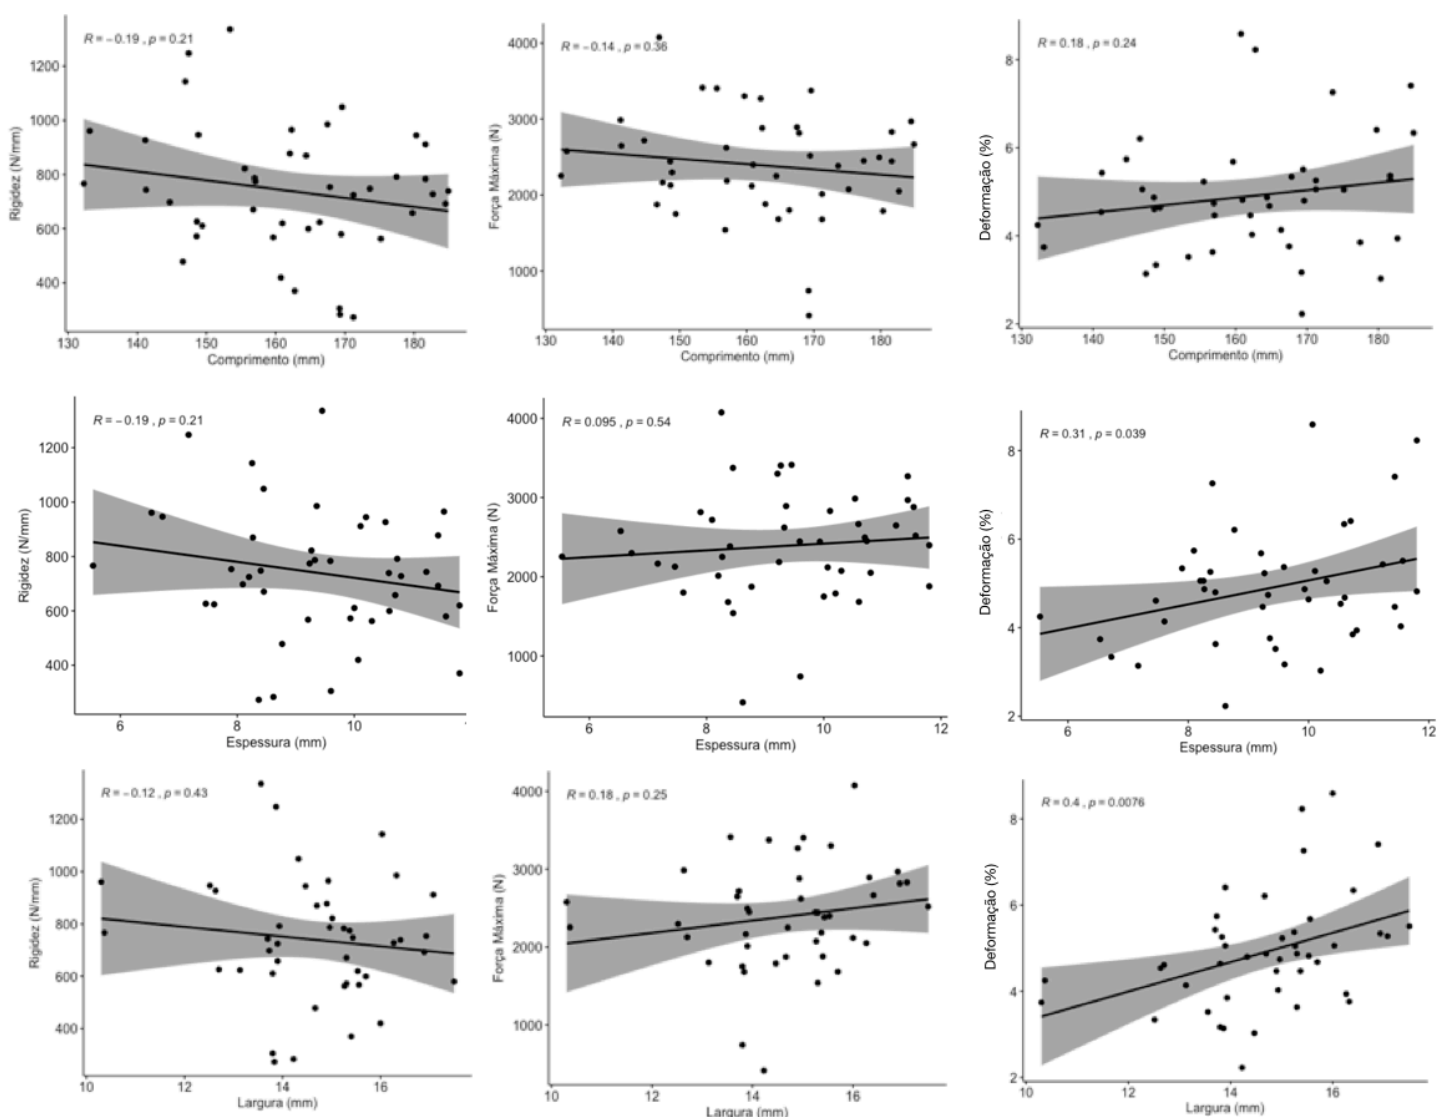 R = −0.19 , p = 0.21
Rigidez (N/mm)
1200
1000
800
600
400
130 140 150 160 170 180
Comprimento (mm)
R = −0.14 , p = 0.36
Força Máxima (N)
4000
3000
2000
1000
130 140 150 160 170 180
Comprimento (mm)
R = 0.18 , p = 0.24
Deformação (%)
8
6
4
2
130 140 150 160 170 180
Comprimento (mm)
R = −0.19 , p = 0.21
Rigidez (N/mm)
1200
1000
800
600
400
6 8 10
Espessura (mm)
R = 0.095 , p = 0.54
Força Máxima (N)
4000
3000
2000
1000
6 8 10 12
Espessura (mm)
R = 0.31 , p = 0.039
Deformação (%)
8
6
4
2
6 8 10 12
Espessura (mm)
R = −0.12 , p = 0.43
Rigidez (N/mm)
1200
1000
800
600
400
10 12 14 16
Largura (mm)
R = 0.18 , p = 0.25
Força Máxima (N)
4000
3000
2000
1000
10 12 14 16
Largura (mm)
R = 0.4 , p = 0.0076
Deformação (%)
8
6
4
2
10 12 14 16
Largura (mm)